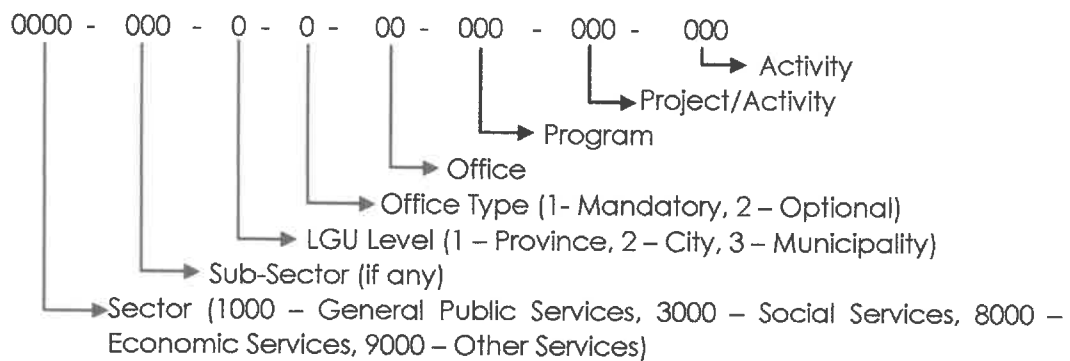 0000 - 000 - 0 - 0 - 00 - 000 - 000 - 000
Activity
Project/Activity
Program
Office
Office Type (1- Mandatory, 2 – Optional)
LGU Level (1 – Province, 2 – City, 3 – Municipality)
Sub-Sector (if any)
Sector (1000 – General Public Services, 3000 – Social Services, 8000 –
Economic Services, 9000 – Other Services)